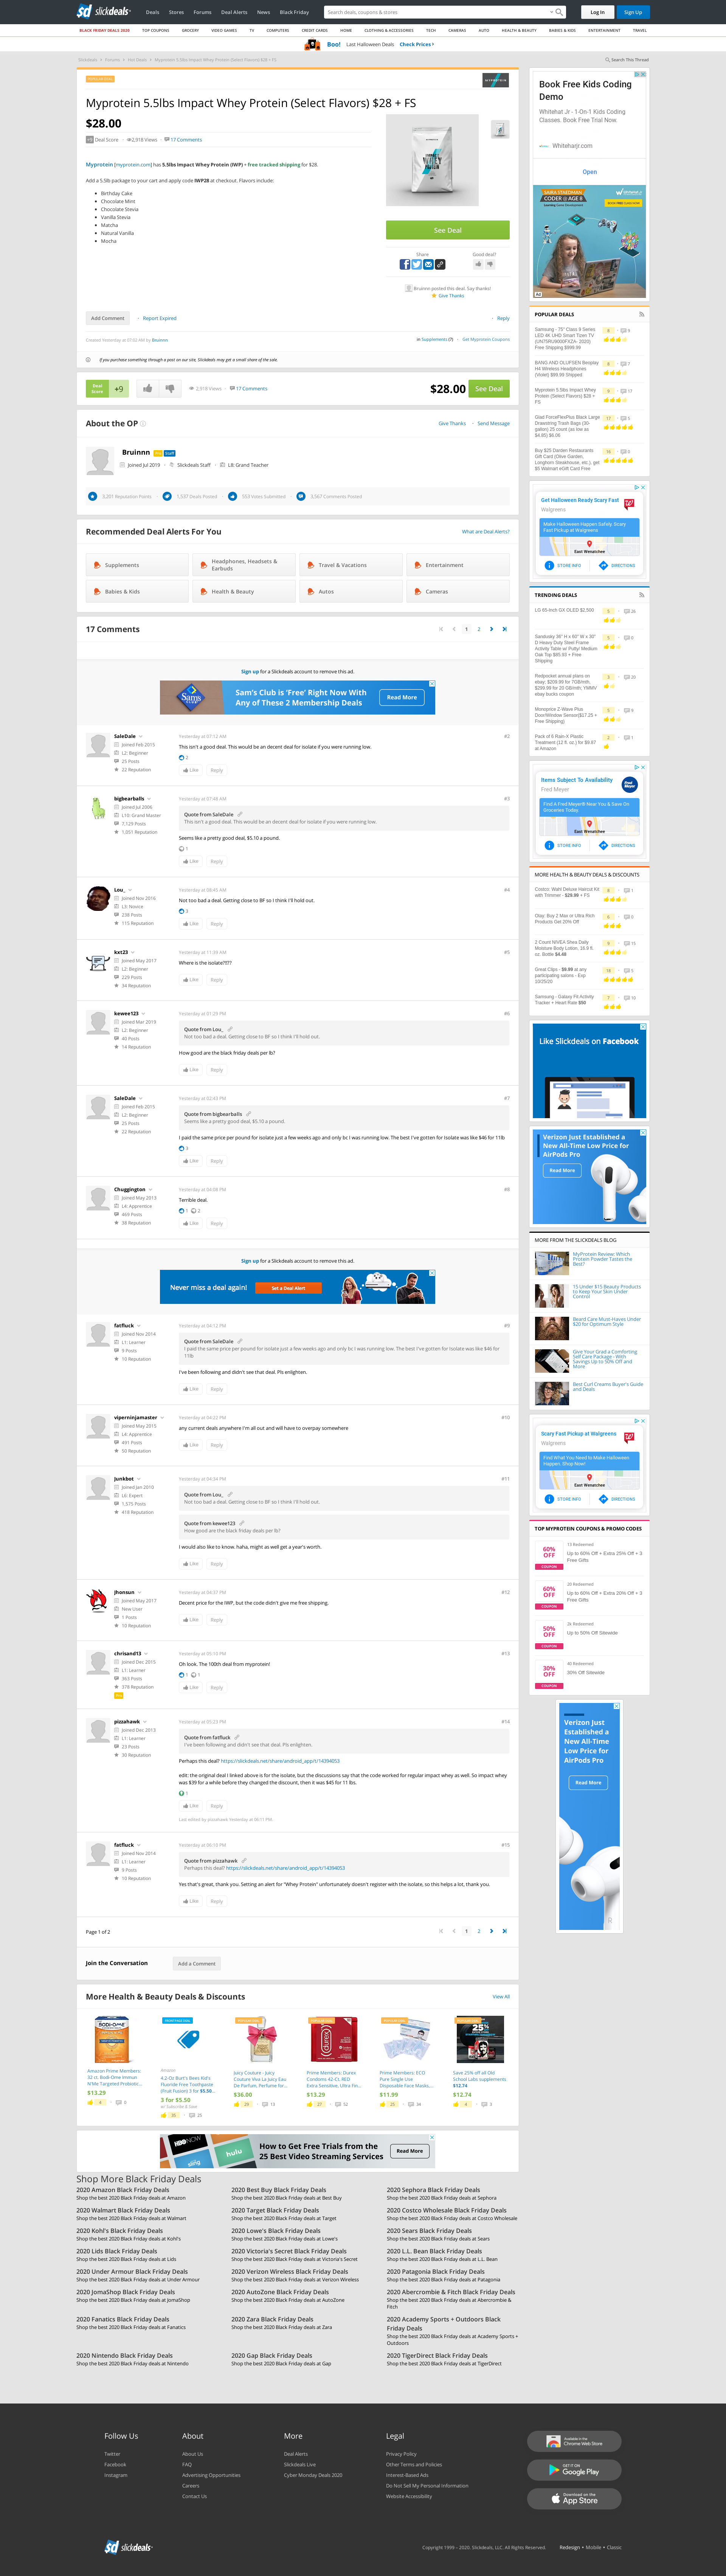 sd slickdeals
Deals Stores Forums Deal Alerts News Black Friday
Search deals, coupons & stores
Log In
Sign Up
BLACK FRIDAY DEALS 2020 TOP COUPONS GROCERY VIDEO GAMES TV COMPUTERS CREDIT CARDS HOME CLOTHING & ACCESSORIES TECH CAMERAS AUTO HEALTH & BEAUTY BABIES & KIDS ENTERTAINMENT TRAVEL
Boo! Last Halloween Deals Check Prices
Slickdeals > Forums > Hot Deals > Myprotein 5.5lbs Impact Whey Protein (Select Flavors) $28 + FS
Search This Thread
MYPROTEIN
Myprotein 5.5lbs Impact Whey Protein (Select Flavors) $28 + FS
$28.00
+9 Deal Score 2,918 Views 17 Comments
Myprotein [myprotein.com] has 5.5lbs Impact Whey Protein (IWP) + free tracked shipping for $28.
Add a 5.5lb package to your cart and apply code IWP28 at checkout. Flavors include:
Birthday Cake
Chocolate Mint
Chocolate Stevia
Vanilla Stevia
Matcha
Natural Vanilla
Mocha
IMPACT
WHEY
PROTEIN
See Deal
Share
Good deal?
Bruinnn posted this deal. Say thanks!
Give Thanks
Add Comment
Report Expired
Reply
Created Yesterday at 07:02 AM by Bruinnn
in Supplements (7) Get Myprotein Coupons
If you purchase something through a post on our site, Slickdeals may get a small share of the sale.
Deal Score +9
2,918 Views 17 Comments
$28.00 See Deal
About the OP
Give Thanks Send Message
Bruinnn Pro Staff
Joined Jul 2019 Slickdeals Staff L8: Grand Teacher
3,201 Reputation Points 1,537 Deals Posted 553 Votes Submitted 3,567 Comments Posted
Recommended Deal Alerts For You
What are Deal Alerts?
Supplements
Headphones, Headsets & Earbuds
Travel & Vacations
Entertainment
Babies & Kids
Health & Beauty
Autos
Cameras
17 Comments
1 2
Sign up for a Slickdeals account to remove this ad.
Sam's Club is 'Free' Right Now With
Any of These 2 Membership Deals
Read More
SaleDale
Joined Feb 2015
L2: Beginner
25 Posts
22 Reputation
Yesterday at 07:12 AM
#2
This isn't a good deal. This would be an decent deal for isolate if you were running low.
2
Like Reply
bigbearballs
Joined Jul 2006
L10: Grand Master
7,129 Posts
1,051 Reputation
Yesterday at 07:48 AM
#3
Quote from SaleDale
This isn't a good deal. This would be an decent deal for isolate if you were running low.
Seems like a pretty good deal, $5.10 a pound.
1
Like Reply
Lou_
Joined Nov 2016
L3: Novice
238 Posts
115 Reputation
Yesterday at 08:45 AM
#4
Not too bad a deal. Getting close to BF so I think I'll hold out.
3
Like Reply
kxt23
Joined May 2017
L2: Beginner
229 Posts
34 Reputation
Yesterday at 11:39 AM
#5
Where is the isolate?!???
Like Reply
kewee123
Joined Mar 2019
L2: Beginner
40 Posts
14 Reputation
Yesterday at 01:29 PM
#6
Quote from Lou_
Not too bad a deal. Getting close to BF so I think I'll hold out.
How good are the black friday deals per lb?
Like Reply
SaleDale
Joined Feb 2015
L2: Beginner
25 Posts
22 Reputation
Yesterday at 02:43 PM
#7
Quote from bigbearballs
Seems like a pretty good deal, $5.10 a pound.
I paid the same price per pound for isolate just a few weeks ago and only bc I was running low. The best I've gotten for Isolate was like $46 for 11lb
3
Like Reply
Chuggington
Joined May 2013
L4: Apprentice
469 Posts
38 Reputation
Yesterday at 04:08 PM
#8
Terrible deal.
1 2
Like Reply
Sign up for a Slickdeals account to remove this ad.
Never miss a deal again!
Set a Deal Alert
fatfluck
Joined Nov 2014
L1: Learner
9 Posts
10 Reputation
Yesterday at 04:12 PM
#9
Quote from SaleDale
I paid the same price per pound for isolate just a few weeks ago and only bc I was running low. The best I've gotten for Isolate was like $46 for 11lb
I've been following and didn't see that deal. Pls enlighten.
Like Reply
viperninjamaster
Joined May 2015
L4: Apprentice
491 Posts
50 Reputation
Yesterday at 04:22 PM
#10
any current deals anywhere I'm all out and will have to overpay somewhere
Like Reply
Junkbot
Joined Jan 2010
L6: Expert
1,575 Posts
418 Reputation
Yesterday at 04:34 PM
#11
Quote from Lou_
Not too bad a deal. Getting close to BF so I think I'll hold out.
Quote from kewee123
How good are the black friday deals per lb?
I would also like to know. haha, might as well get a year's worth.
Like Reply
Jhonsun
Joined May 2017
New User
1 Posts
10 Reputation
Yesterday at 04:37 PM
#12
Decent price for the IWP, but the code didn't give me free shipping.
Like Reply
chrisand13
Joined Dec 2015
L1: Learner
363 Posts
378 Reputation
Pro
Yesterday at 05:10 PM
#13
Oh look. The 100th deal from myprotein!
5 1
Like Reply
pizzahawk
Joined Dec 2013
L1: Learner
23 Posts
30 Reputation
Yesterday at 05:23 PM
#14
Quote from fatfluck
I've been following and didn't see that deal. Pls enlighten.
Perhaps this deal? https://slickdeals.net/share/android_app/t/14394053
edit: the original deal I linked above is for the isolate, but the discussions say that the code worked for regular impact whey as well. So impact whey was $39 for a while before they changed the discount, then it was $45 for 11 lbs.
1
Like Reply
Last edited by pizzahawk Yesterday at 06:11 PM
fatfluck
Joined Nov 2014
L1: Learner
9 Posts
10 Reputation
Yesterday at 06:15 PM
#15
Quote from pizzahawk
Perhaps this deal? https://slickdeals.net/share/android_app/t/14394053
Yes that's great, thank you. Setting an alert for "Whey Protein" unfortunately doesn't register with the isolate, so this helps a lot, thank you.
Like Reply
Page 1 of 2
1 2
Join the Conversation
Add a Comment
More Health & Beauty Deals & Discounts
View All
Amazon Prime Members: 32 ct. Bodi-Ome Immun N'Me Targeted Probiotic...
$13.29
Amazon
4.2-Oz Burt's Bees Kid's Fluoride Free Toothpaste (Fruit Fusion) 3 for $5.50...
3 for $5.50
w/ Subscribe & Save
Juicy Couture - Juicy Couture Viva La Juicy Eau De Parfum, Perfume for...
$36.00
Prime Members: Durex Condoms 42-Ct. RED Extra Sensitive, Ultra Fin...
$13.29
Prime Members: ECO Pure Single Use Disposable Face Masks,...
$11.99
Save 25% off all Old School Labs supplements $12.74
$12.74
How to Get Free Trials from the
25 Best Video Streaming Services
Read More
Shop More Black Friday Deals
2020 Amazon Black Friday Deals
Shop the best 2020 Black Friday deals at Amazon
2020 Best Buy Black Friday Deals
Shop the best 2020 Black Friday deals at Best Buy
2020 Sephora Black Friday Deals
Shop the best 2020 Black Friday deals at Sephora
2020 Walmart Black Friday Deals
Shop the best 2020 Black Friday deals at Walmart
2020 Target Black Friday Deals
Shop the best 2020 Black Friday deals at Target
2020 Costco Wholesale Black Friday Deals
Shop the best 2020 Black Friday deals at Costco Wholesale
2020 Kohl's Black Friday Deals
Shop the best 2020 Black Friday deals at Kohl's
2020 Lowe's Black Friday Deals
Shop the best 2020 Black Friday deals at Lowe's
2020 Sears Black Friday Deals
Shop the best 2020 Black Friday deals at Sears
2020 Lids Black Friday Deals
Shop the best 2020 Black Friday deals at Lids
2020 Victoria's Secret Black Friday Deals
Shop the best 2020 Black Friday deals at Victoria's Secret
2020 L.L. Bean Black Friday Deals
Shop the best 2020 Black Friday deals at L.L. Bean
2020 Under Armour Black Friday Deals
Shop the best 2020 Black Friday deals at Under Armour
2020 Verizon Wireless Black Friday Deals
Shop the best 2020 Black Friday deals at Verizon Wireless
2020 Patagonia Black Friday Deals
Shop the best 2020 Black Friday deals at Patagonia
2020 JomaShop Black Friday Deals
Shop the best 2020 Black Friday deals at JomaShop
2020 AutoZone Black Friday Deals
Shop the best 2020 Black Friday deals at AutoZone
2020 Abercrombie & Fitch Black Friday Deals
Shop the best 2020 Black Friday deals at Abercrombie &
Fitch
2020 Fanatics Black Friday Deals
Shop the best 2020 Black Friday deals at Fanatics
2020 Zara Black Friday Deals
Shop the best 2020 Black Friday deals at Zara
2020 Academy Sports + Outdoors Black
Friday Deals
Shop the best 2020 Black Friday deals at Academy Sports +
Outdoors
2020 Nintendo Black Friday Deals
Shop the best 2020 Black Friday deals at Nintendo
2020 Gap Black Friday Deals
Shop the best 2020 Black Friday deals at Gap
2020 TigerDirect Black Friday Deals
Shop the best 2020 Black Friday deals at TigerDirect
Book Free Kids Coding
Demo
Whitehat Jr - 1-On-1 Kids Coding
Classes. Book Free Trial Now.
Whitehatjr.com
Open
CODER @ AGE 8
Ad
POPULAR DEALS
Samsung - 75" Class 9 Series LED 4K UHD Smart Tizen TV (UN75RU9000FXZA, 2020) Free Shipping $999.99
BANG AND OLUFSEN Beoplay H4 Wireless Headphones (Violet) $89.99 Shipped
Myprotein 5.5lbs Impact Whey Protein (Select Flavors) $28 + FS
Glad ForceFlexPlus Black Large Drawstring Trash Bags (30-gallon) 25 count (as low as $4.95) $6.06
Buy $25 Darden Restaurants Gift Card (Olive Garden, Longhorn Steakhouse, etc.), get $5 Walmart eGift Card Free
Get Halloween Ready Scary Fast
Walgreens
Make Halloween Happen Safely. Scary
Fast Pickup at Walgreens
East Wenatchee
STORE INFO DIRECTIONS
TRENDING DEALS
LG 65-Inch GX OLED $2,500
Sandusky 36" H x 60" W x 30" D Heavy Duty Steel Frame Activity Table w/ Putty/ Medium Oak Top $65.93 + Free Shipping
Redpocket annual plans on ebay; $209.99 for 7GB/mth, $299.99 for 20 GB/mth; YMMV ebay bucks coupon
Monoprice Z-Wave Plus Door/Window Sensor($17.25 + Free Shipping)
Pack of 6 Rain-X Plastic Treatment (12 fl. oz.) for $9.67 at Amazon
Items Subject To Availability
Fred Meyer
Find A Fred Meyer® Near You & Save On
Groceries Today
East Wenatchee
STORE INFO DIRECTIONS
MORE HEALTH & BEAUTY DEALS & DISCOUNTS
Costco: Wahl Deluxe Haircut Kit with Trimmer - $29.99 + FS
Olay: Buy 2 Max or Ultra Rich Products Get 20% Off
2 Count NIVEA Shea Daily Moisture Body Lotion, 16.9 fl. oz. Bottle $4.48
Great Clips - $9.99 at any participating salons - Exp 10/25/20
Samsung - Galaxy Fit Activity Tracker + Heart Rate $50
Like Slickdeals on Facebook
Verizon Just Established a
New All-Time Low Price for
AirPods Pro
Read More
MORE FROM THE SLICKDEALS BLOG
MyProtein Review: Which Protein Powder Tastes the Best?
15 Under $15 Beauty Products to Keep Your Skin Under Control
Beard Care Must-Haves Under $20 for Optimum Style
Give Your Grad a Comforting Self Care Package - With Savings Up to 50% Off and More
Best Curl Creams Buyer's Guide and Deals
Scary Fast Pickup at Walgreens
Walgreens
Find What You Need to Make Halloween
Happen. Shop Now!
East Wenatchee
STORE INFO DIRECTIONS
TOP MYPROTEIN COUPONS & PROMO CODES
60% OFF COUPON
13 Redeemed
Up to 60% Off + Extra 25% Off + 3 Free Gifts
60% OFF COUPON
20 Redeemed
Up to 60% Off + Extra 20% Off + 3 Free Gifts
50% OFF COUPON
26 Redeemed
Up to 50% Off Sitewide
30% OFF COUPON
40 Redeemed
30% Off Sitewide
Verizon Just
Established a
New All-Time
Low Price for
AirPods Pro
Read More
Follow Us
Twitter
Facebook
Instagram
About
About Us
FAQ
Advertising Opportunities
Careers
Contact Us
More
Deal Alerts
Slickdeals Live
Cyber Monday Deals 2020
Legal
Privacy Policy
Other Terms and Policies
Interest-Based Ads
Do Not Sell My Personal Information
Website Accessibility
Available in the
Chrome Web Store
GET IT ON
Google Play
Download on the
App Store
sd slickdeals
Copyright 1999 - 2020. Slickdeals, LLC. All Rights Reserved. Redesign • Mobile • Classic